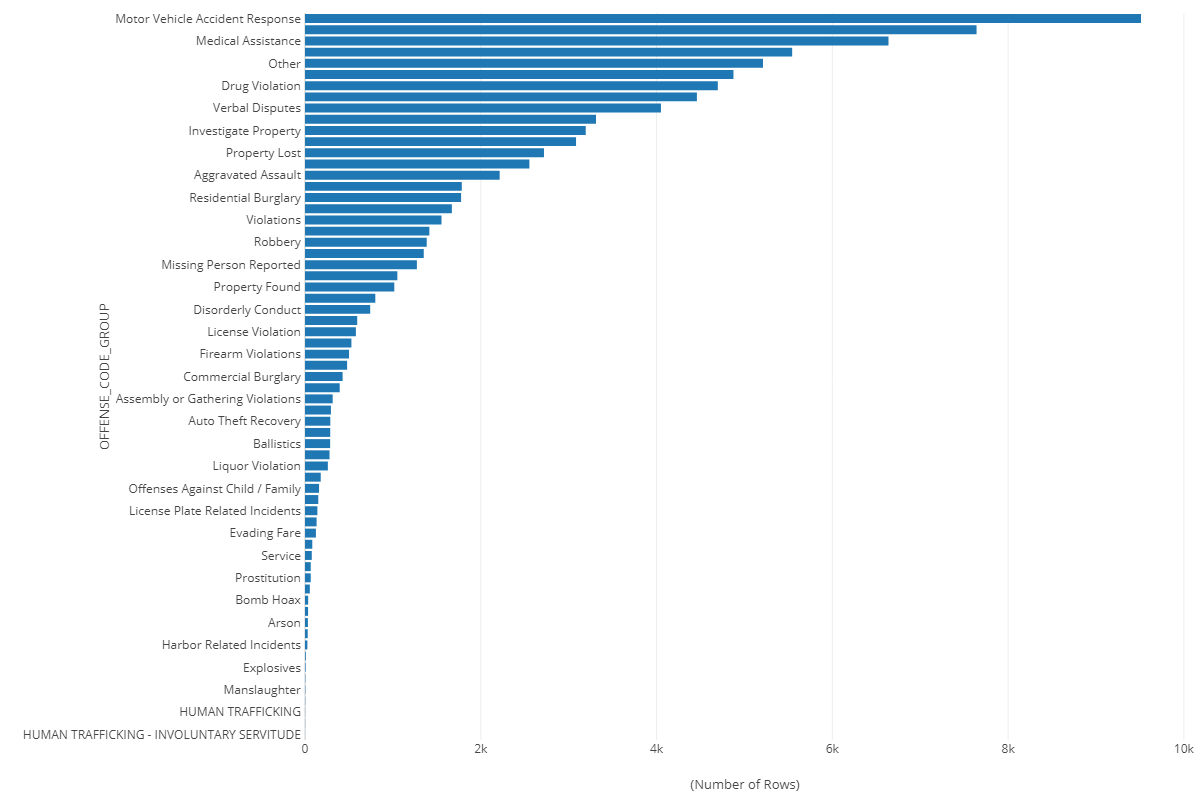 Motor Vehicle Accident Response
Medical Assistance
Other
Drug Violation
Verbal Disputes
Investigate Property
Property Lost
Aggravated Assault
Residential Burglary
Violations
Robbery
Missing Person Reported
Property Found
Disorderly Conduct
License Violation
Firearm Violations
Commercial Burglary
Assembly or Gathering Violations
Auto Theft Recovery
Ballistics
Liquor Violation
Offenses Against Child / Family
License Plate Related Incidents
Evading Fare
Service
Prostitution
Bomb Hoax
Arson
Harbor Related Incidents
Explosives
Manslaughter
HUMAN TRAFFICKING
HUMAN TRAFFICKING - INVOLUNTARY SERVITUDE
OFFENSE_CODE_GROUP
0 2k 4k 6k 8k 10k
(Number of Rows)